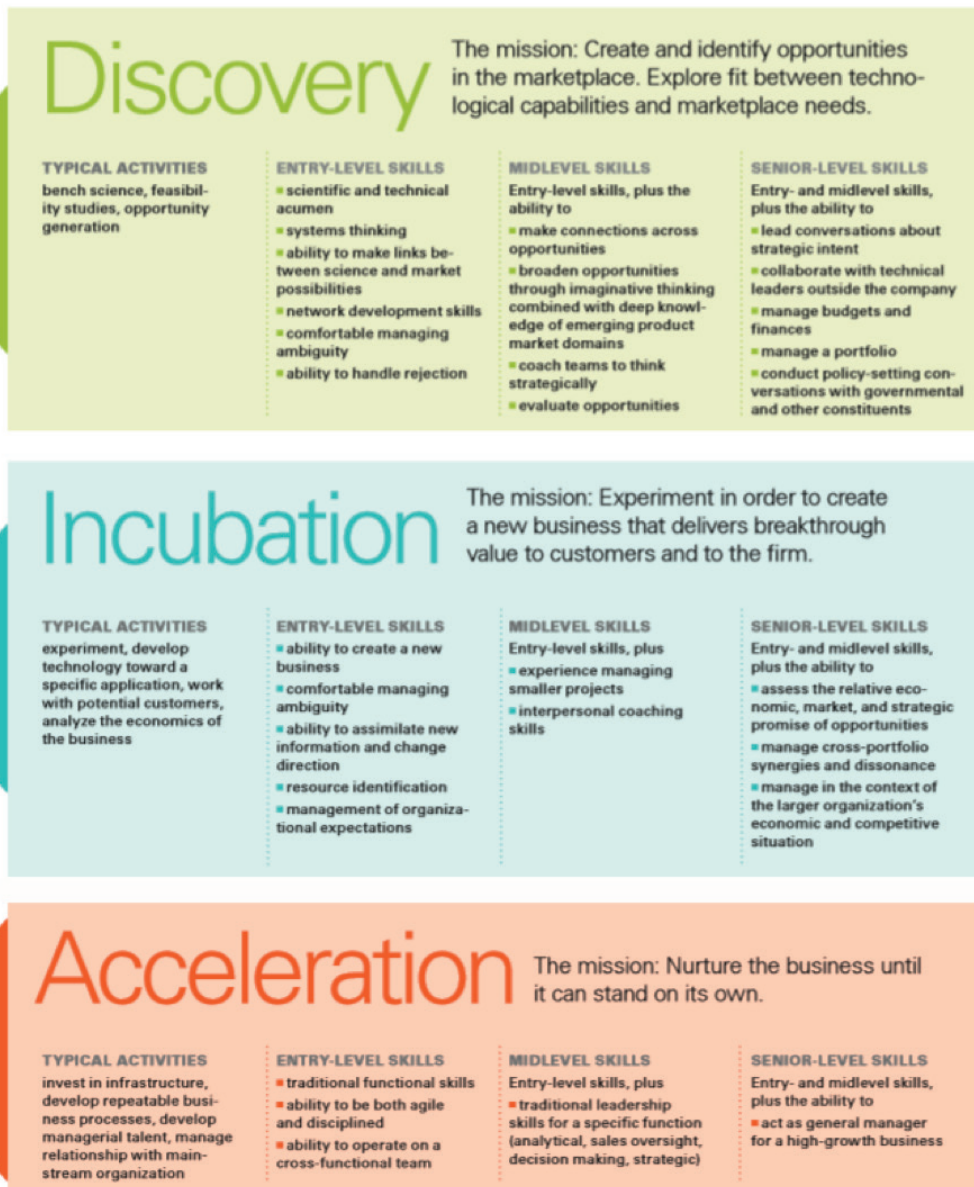 Discovery
The mission: Create and identify opportunities
in the marketplace. Explore fit between techno-
logical capabilities and marketplace needs.
TYPICAL ACTIVITIES
bench science, feasibil-
ity studies, opportunity
generation
ENTRY-LEVEL SKILLS
▪ scientific and technical
acumen
▪ systems thinking
▪ ability to make links be-
tween science and market
possibilities
▪ network development skills
▪ comfortable managing
ambiguity
▪ ability to handle rejection
MIDLEVEL SKILLS
Entry-level skills, plus the
ability to
▪ make connections across
opportunities
▪ broaden opportunities
through imaginative thinking
combined with deep knowl-
edge of emerging product
market domains
▪ coach teams to think
strategically
▪ evaluate opportunities
SENIOR-LEVEL SKILLS
Entry- and midlevel skills,
plus the ability to
▪ lead conversations about
strategic intent
▪ collaborate with technical
leaders outside the company
▪ manage budgets and
finances
▪ manage a portfolio
▪ conduct policy-setting con-
versations with governmental
and other constituents
Incubation
The mission: Experiment in order to create
a new business that delivers breakthrough
value to customers and to the firm.
TYPICAL ACTIVITIES
experiment, develop
technology toward a
specific application, work
with potential customers,
analyze the economics of
the business
ENTRY-LEVEL SKILLS
▪ ability to create a new
business
▪ comfortable managing
ambiguity
▪ ability to assimilate new
information and change
direction
▪ resource identification
▪ management of organiza-
tional expectations
MIDLEVEL SKILLS
Entry-level skills, plus
▪ experience managing
smaller projects
▪ interpersonal coaching
skills
SENIOR-LEVEL SKILLS
Entry- and midlevel skills,
plus the ability to
▪ assess the relative eco-
nomic, market, and strategic
promise of opportunities
▪ manage cross-portfolio
synergies and dissonance
▪ manage in the context of
the larger organization's
economic and competitive
situation
Acceleration
The mission: Nurture the business until
it can stand on its own.
TYPICAL ACTIVITIES
invest in infrastructure,
develop repeatable busi-
ness processes, develop
managerial talent, manage
relationship with main-
stream organization
ENTRY-LEVEL SKILLS
▪ traditional functional skills
▪ ability to be both agile
and disciplined
▪ ability to operate on a
cross-functional team
MIDLEVEL SKILLS
Entry-level skills, plus
▪ traditional leadership
skills for a specific function
(analytical, sales oversight,
decision making, strategic)
SENIOR-LEVEL SKILLS
Entry- and midlevel skills,
plus the ability to
▪ act as general manager
for a high-growth business